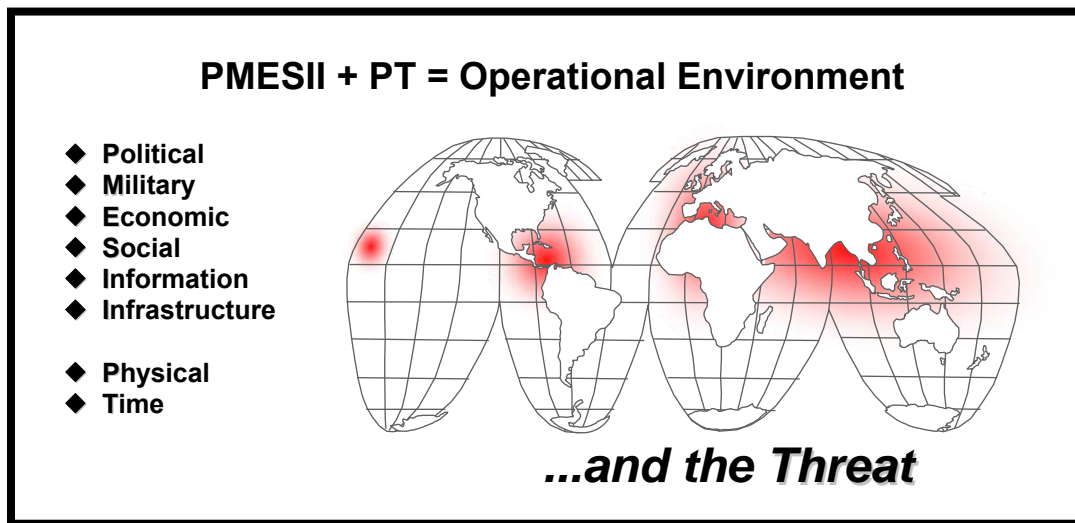 PMESII + PT = Operational Environment
◆ Political
◆ Military
◆ Economic
◆ Social
◆ Information
◆ Infrastructure
◆ Physical
◆ Time
...and the Threat